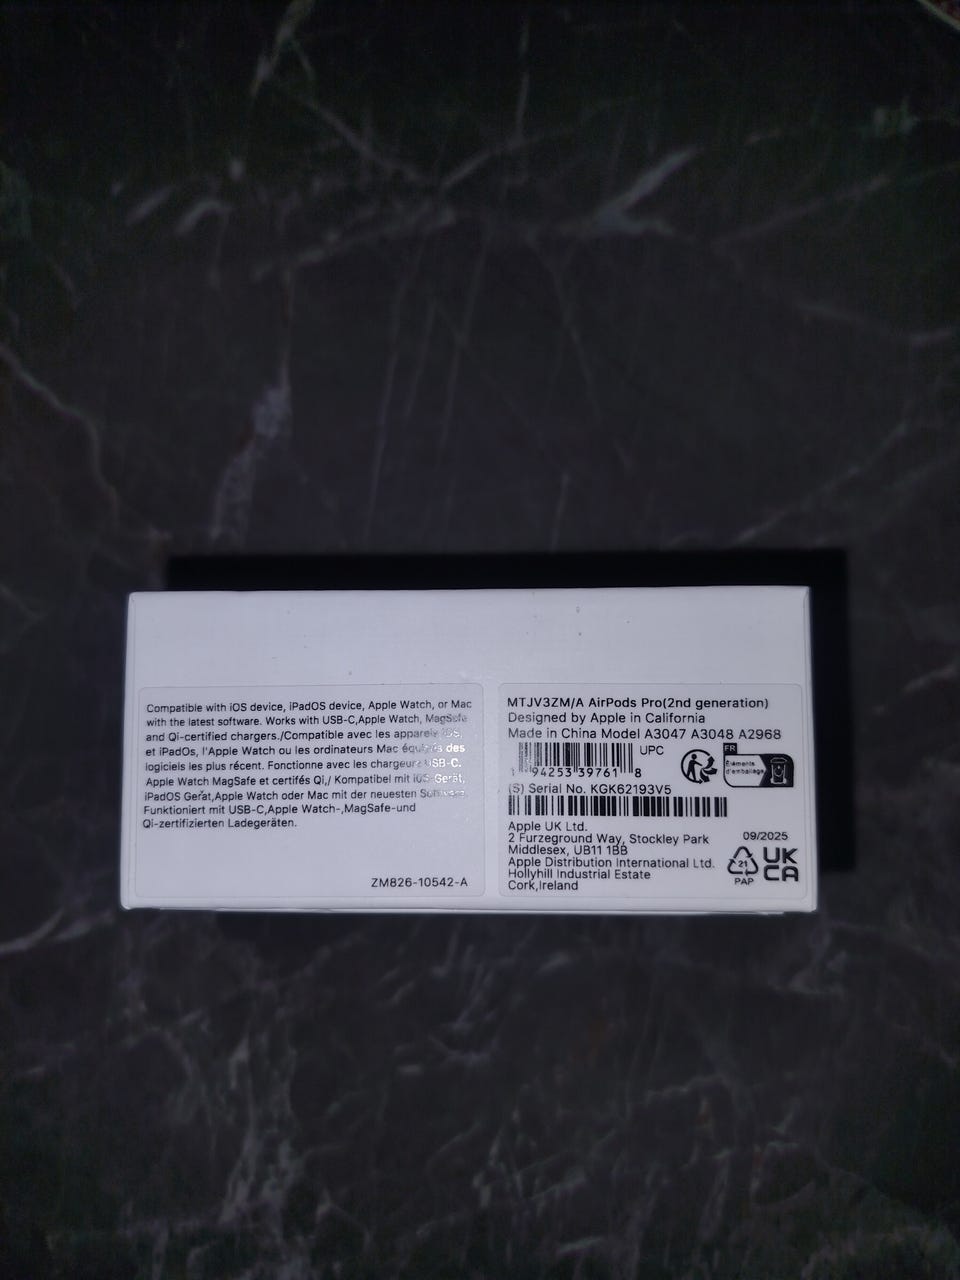 Compatible with iOS device, iPadOS device, Apple Watch, or Mac
with the latest software. Works with USB-C,Apple Watch, MagSafe
and Qi-certified chargers./Compatible avec les appareils iOS,
et iPadOs, l'Apple Watch ou les ordinateurs Mac équipés des
logiciels les plus récent. Fonctionne avec les chargeurs USB-C.
Apple Watch MagSafe et certifés Qi,/ Kompatibel mit iOS-Gerät,
iPadOS Gerat,Apple Watch oder Mac mit der neuesten Software.
Funktioniert mit USB-C,Apple Watch-,MagSafe-und
Qi-zertifizierten Ladegeräten.
ZM826-10542-A
MTJV3ZM/A AirPods Pro(2nd generation)
Designed by Apple in California
Made in China Model A3047 A3048 A2968
UPC
1 94253 39761 8
FR
Éléments
d'emballage
(S) Serial No. KGK62193V5
Apple UK Ltd.
2 Furzeground Way, Stockley Park
Middlesex, UB11 1BB
Apple Distribution International Ltd.
Hollyhill Industrial Estate
Cork,Ireland
09/2025
21
PAP
UK
CA